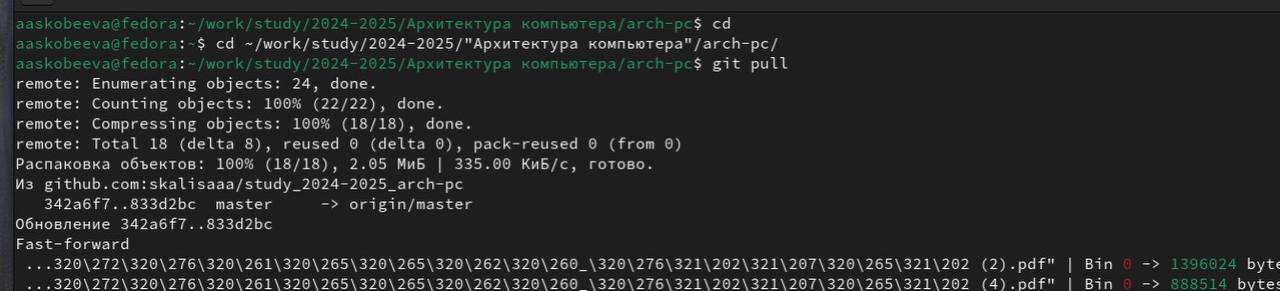 aaskobeeva@fedora:~/work/study/2024-2025/Архитектура компьютера/arch-pc$ cd
aaskobeeva@fedora:~$ cd ~/work/study/2024-2025/"Архитектура компьютера"/arch-pc/
aaskobeeva@fedora:~/work/study/2024-2025/Архитектура компьютера/arch-pc$ git pull
remote: Enumerating objects: 24, done.
remote: Counting objects: 100% (22/22), done.
remote: Compressing objects: 100% (18/18), done.
remote: Total 18 (delta 8), reused 0 (delta 0), pack-reused 0 (from 0)
Распаковка объектов: 100% (18/18), 2.05 МиБ | 335.00 КиБ/с, готово.
Из github.com:skalisaaa/study_2024-2025_arch-pc
342a6f7..833d2bc master -> origin/master
Обновление 342a6f7..833d2bc
Fast-forward
...320\272\320\276\320\261\320\265\320\265\320\262\320\260_\320\276\321\202\321\207\320\265\321\202 (2).pdf" | Bin 0 -> 1396024 byte
...320\272\320\276\320\261\320\265\320\265\320\262\320\260_\320\276\321\202\321\207\320\265\321\202 (4).pdf" | Bin 0 -> 888514 bytes